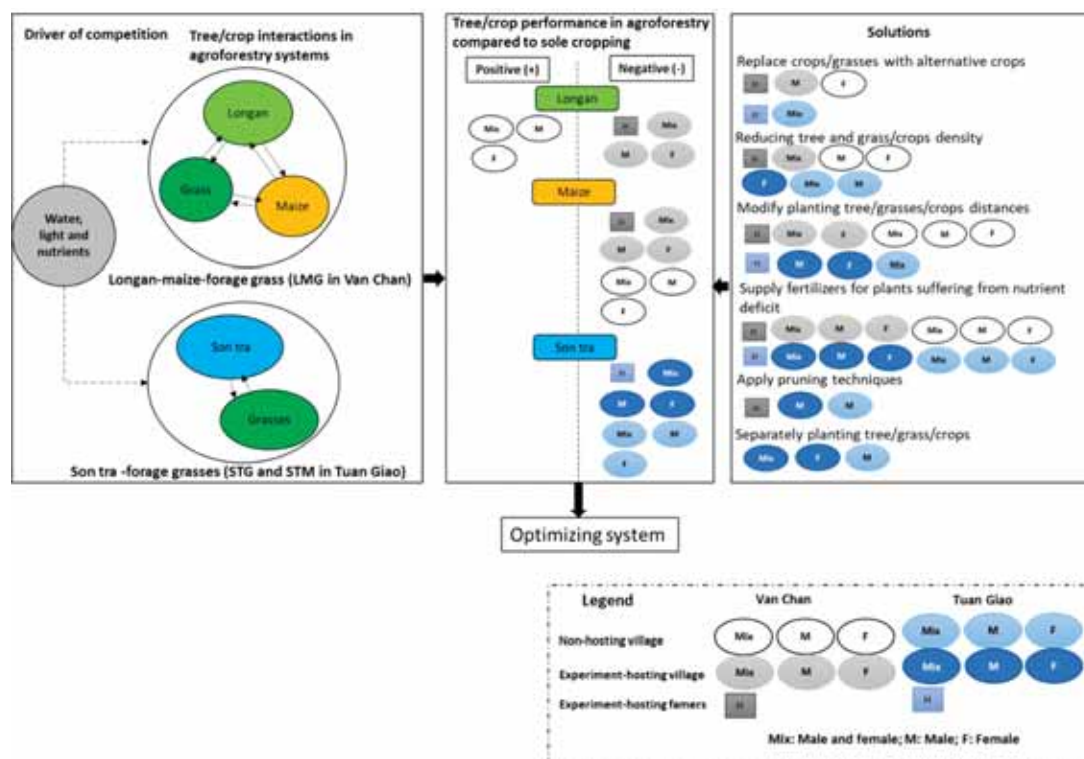 Driver of competition
Tree/crop interactions in
agroforestry systems
Longan
Grass
Maize
Water,
light and
nutrients
Longan-maize-forage grass (LMG in Van Chan)
Son tra
Grasses
Son tra -forage grasses (STG and STM in Tuan Giao)
Tree/crop performance in agroforestry
compared to sole cropping
Positive (+)
Negative (-)
Longan
Mix M
F
H Mix
M F
Maize
H Mix
M F
Mix M
F
Son tra
H Mix
M F
Mix M
F
Solutions
Replace crops/grasses with alternative crops
H M F
H Mix
Reducing tree and grass/crops density
H Mix M F
F Mix M
Modify planting tree/grasses/crops distances
H Mix F Mix M F
H M F Mix
Supply fertilizers for plants suffering from nutrient
deficit
H Mix M F Mix M F
H Mix M F Mix M F
Apply pruning techniques
H M M
Separately planting tree/grass/crops
Mix F M
Optimizing system
Legend
Van Chan
Tuan Giao
Non-hosting village
Mix M F Mix M F
Experiment-hosting village
Mix M F Mix M F
Experiment-hosting famers
H H
Mix: Male and female; M: Male; F: Female